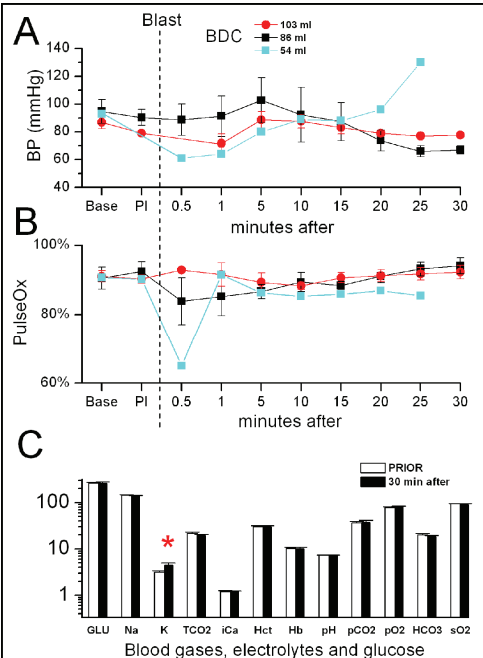 Blast
A
BDC
103 ml
86 ml
54 ml
BP (mmHg)
140
120
100
80
60
40
Base PI 0.5 1 5 10 15 20 25 30
minutes after
B
PulseOx
100%
80%
60%
Base PI 0.5 1 5 10 15 20 25 30
minutes after
C
PRIOR
30 min after
100
10
1
*
GLU Na K TCO2 iCa Hct Hb pH pCO2 pO2 HCO3 sO2
Blood gases, electrolytes and glucose